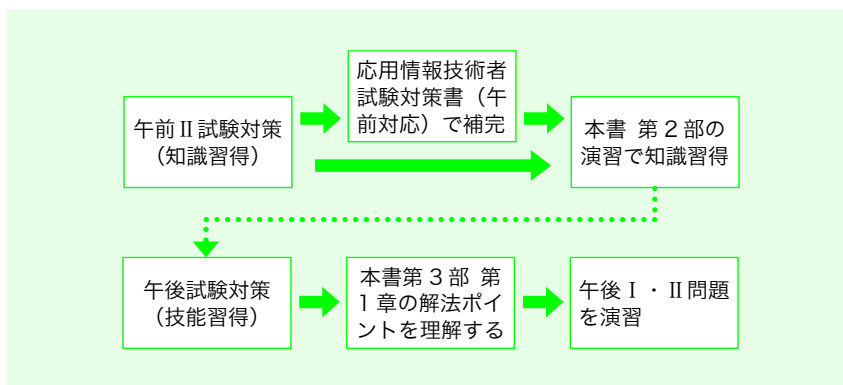 午前Ⅱ試験対策
（知識習得）
応用情報技術者
試験対策書（午
前対応）で補完
本書 第２部の
演習で知識習得
午後試験対策
（技能習得）
本書第３部 第
１章の解法ポイ
ントを理解する
午後Ⅰ・Ⅱ問題
を演習